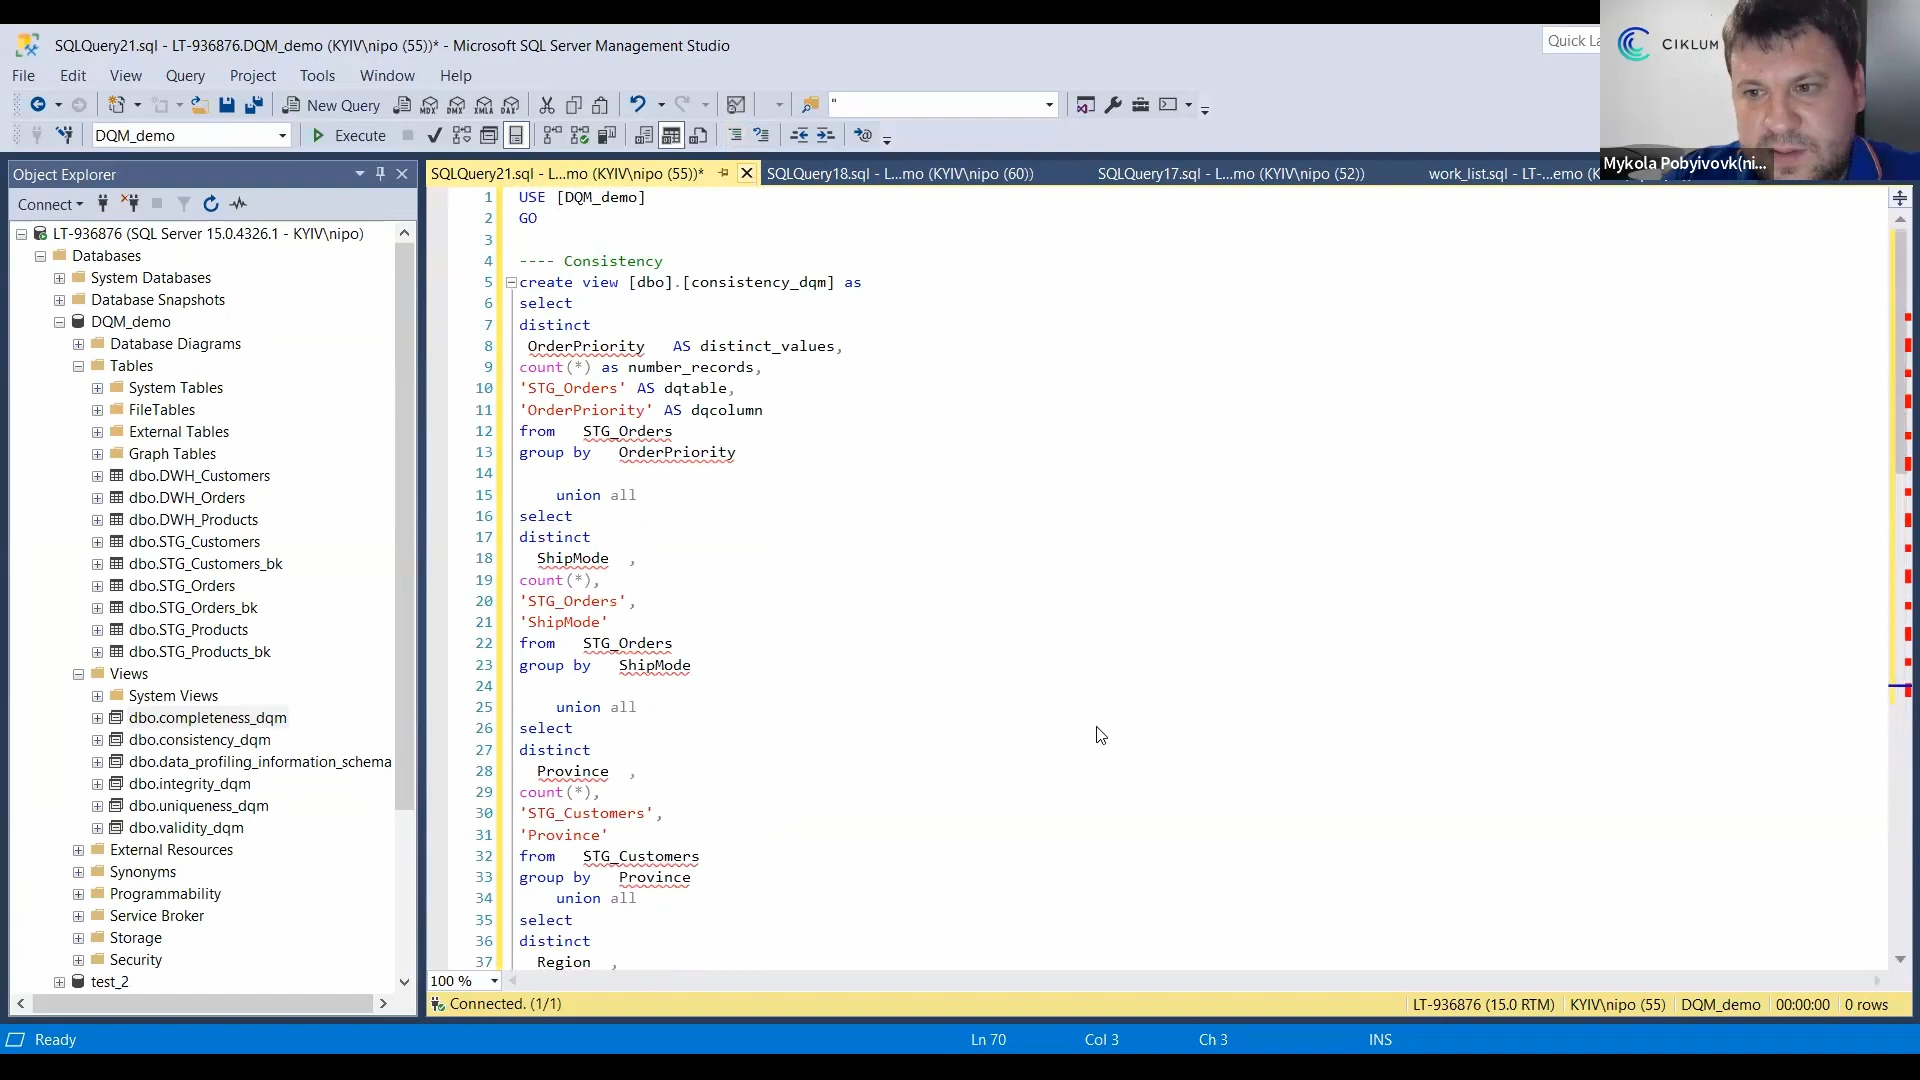 SQLQuery21.sql - LT-936876.DQM_demo (KYIV\nipo (55))* - Microsoft SQL Server Management Studio
Quick La
CIKLUM
Mykola Pobyivovk(ni...
File Edit View Query Project Tools Window Help
New Query
MDX DMX XMLA DAX
"
DQM_demo
Execute
Object Explorer
Connect
LT-936876 (SQL Server 15.0.4326.1 - KYIV\nipo)
Databases
System Databases
Database Snapshots
DQM_demo
Database Diagrams
Tables
System Tables
FileTables
External Tables
Graph Tables
dbo.DWH_Customers
dbo.DWH_Orders
dbo.DWH_Products
dbo.STG_Customers
dbo.STG_Customers_bk
dbo.STG_Orders
dbo.STG_Orders_bk
dbo.STG_Products
dbo.STG_Products_bk
Views
System Views
dbo.completeness_dqm
dbo.consistency_dqm
dbo.data_profiling_information_schema
dbo.integrity_dqm
dbo.uniqueness_dqm
dbo.validity_dqm
External Resources
Synonyms
Programmability
Service Broker
Storage
Security
test_2
SQLQuery21.sql - L...mo (KYIV\nipo (55))*
SQLQuery18.sql - L...mo (KYIV\nipo (60))
SQLQuery17.sql - L...mo (KYIV\nipo (52))
work_list.sql - LT-...emo (K
1 USE [DQM_demo]
2 GO
3
4 ---- Consistency
5 create view [dbo].[consistency_dqm] as
6 select
7 distinct
8 OrderPriority AS distinct_values,
9 count(*) as number_records,
10 'STG_Orders' AS dqtable,
11 'OrderPriority' AS dqcolumn
12 from STG_Orders
13 group by OrderPriority
14
15 union all
16 select
17 distinct
18 ShipMode ,
19 count(*),
20 'STG_Orders',
21 'ShipMode'
22 from STG_Orders
23 group by ShipMode
24
25 union all
26 select
27 distinct
28 Province ,
29 count(*),
30 'STG_Customers',
31 'Province'
32 from STG_Customers
33 group by Province
34 union all
35 select
36 distinct
37 Region ,
100 %
Connected. (1/1)
LT-936876 (15.0 RTM) KYIV\nipo (55) DQM_demo 00:00:00 0 rows
Ready
Ln 70 Col 3 Ch 3 INS